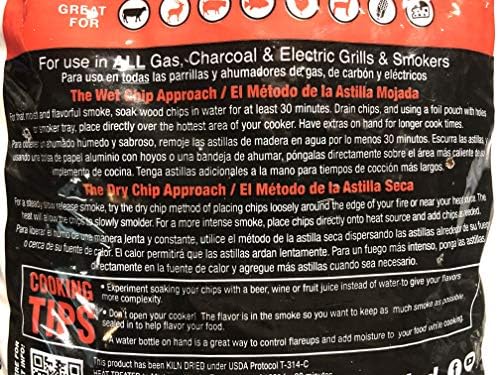 GREAT
FOR
For use in ALL Gas, Charcoal & Electric Grills & Smokers
Para uso en todas las parrillas y ahumadores de gas, de carbón y eléctricos
The Wet Chip Approach / El Método de la Astilla Mojada
For that moist and flavorful smoke, soak wood chips in water for at least 30 minutes. Drain chips, and using a foil pouch with holes
or smoker tray, place directly over the hottest area of your cooker. Have extras on hand for longer cook times.
Para obtener un ahumado húmedo y sabroso, remoje las astillas de madera en agua por lo menos 30 minutos. Escurra las astillas, y
usando una bolsa de papel aluminio con hoyos o una bandeja de ahumar, póngalas directamente sobre el área más caliente de su
implemento de cocina. Tenga astillas adicionales a la mano para tiempos de cocción más largos.
The Dry Chip Approach / El Método de la Astilla Seca
For a steady slow release smoke, try the dry chip method of placing chips loosely around the edge of your fire or near your heat source. The
heat will allow the chips to slowly smolder. For a more intense smoke, place chips directly onto heat source and add chips as needed.
Para liberar el humo de una manera lenta y constante, utilice el método de la astilla seca dispersando las astillas alrededor de su fuego
o cerca de su fuente de calor. El calor permitirá que las astillas ardan lentamente. Para un fuego más intenso, ponga las astillas
directamente en la fuente de calor y agregue más astillas cuando sea necesario.
COOKING
TIPS
• Experiment soaking your chips with a beer, wine or fruit juice instead of water to give your flavors
more complexity.
• Don't open your cooker! The flavor is in the smoke so you want to keep as much smoke as possible
sealed in to help flavor your food.
• A water bottle on hand is a great way to control flareups and add moisture to your food while cooking.
This product has been KILN DRIED under USDA Protocol T-314-C